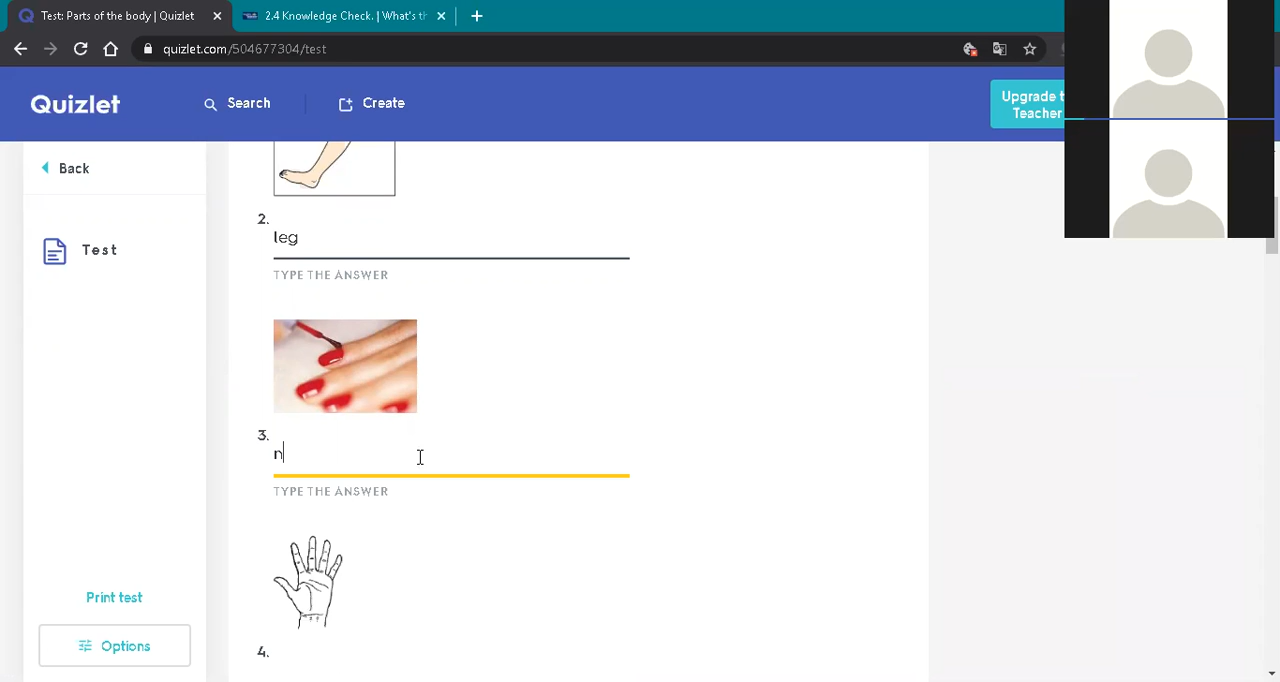 Test: Parts of the body | Quizlet
2.4 Knowledge Check. | What's th
quizlet.com/504677304/test
Quizlet
Search
Create
Upgrade t
Teacher
Back
Test
2.
leg
TYPE THE ANSWER
3.
n
TYPE THE ANSWER
4.
Print test
Options